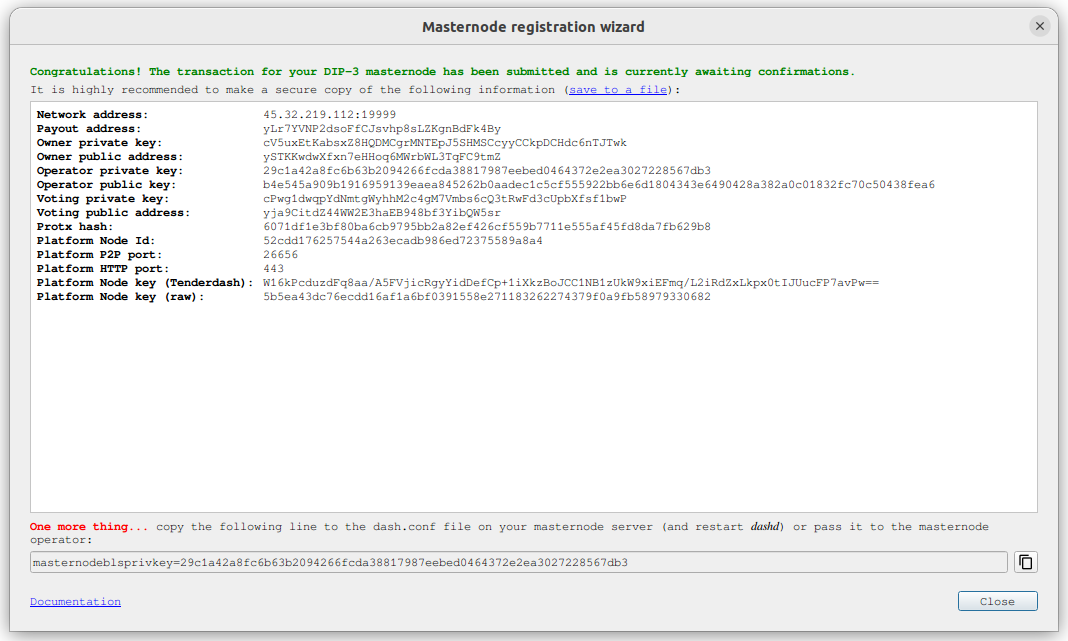 Masternode registration wizard
Congratulations! The transaction for your DIP-3 masternode has been submitted and is currently awaiting confirmations.
It is highly recommended to make a secure copy of the following information (save to a file):
Network address: 45.32.219.112:19999
Payout address: yLr7YVNP2dsoFfCJsvhp8sLZKgnBdFk4By
Owner private key: cV5uxEtKabsxZ8HQDMCgrMNTEpJ5SHMSCcyyCCkpDCHdc6nTJTwk
Owner public address: ySTKKwdwXfxn7eHHoq6MWrbWL3TqFC9tmZ
Operator private key: 29c1a42a8fc6b63b2094266fcda38817987eebed0464372e2ea3027228567db3
Operator public key: b4e545a909b1916959139eaea845262b0aadec1c5cf555922bb6e6d1804343e6490428a382a0c01832fc70c50438fea6
Voting private key: cPwg1dwqpYdNmtgWyhhM2c4gM7Vmbs6cQ3tRwFd3cUpbXfsf1bwP
Voting public address: yja9CitdZ44WW2E3haEB948bf3YibQW5sr
Protx hash: 6071df1e3bf80ba6cb9795bb2a82ef426cf559b7711e555af45fd8da7fb629b8
Platform Node Id: 52cdd176257544a263ecadb986ed72375589a8a4
Platform P2P port: 26656
Platform HTTP port: 443
Platform Node key (Tenderdash): W16kPcduzdFq8aa/A5FVjicRgyYidDefCp+1iXkzBoJCC1NB1zUkW9xiEFmq/L2iRdZxLkpx0tIJUucFP7avPw==
Platform Node key (raw): 5b5ea43dc76ecdd16af1a6bf0391558e271183262274379f0a9fb58979330682
One more thing... copy the following line to the dash.conf file on your masternode server (and restart dashd) or pass it to the masternode
operator:
masternodeblsprivkey=29c1a42a8fc6b63b2094266fcda38817987eebed0464372e2ea3027228567db3
Documentation
Close